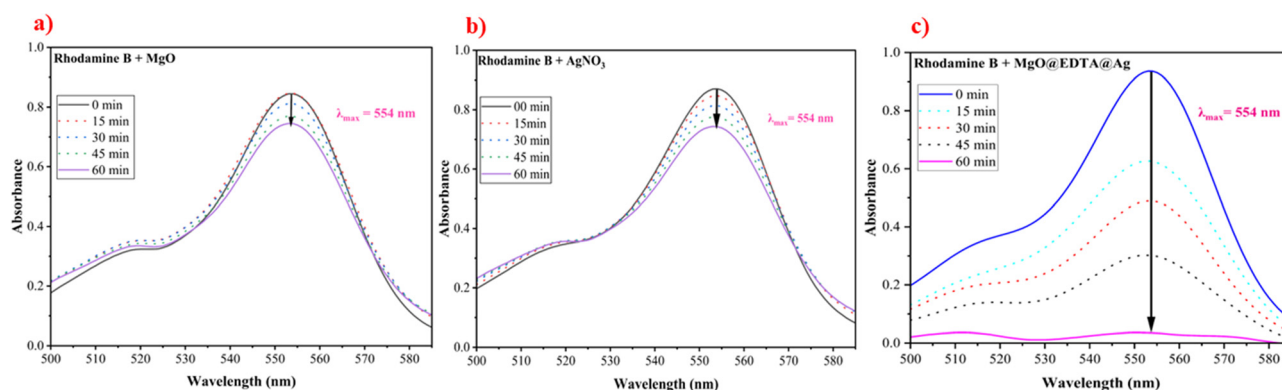 a)
Rhodamine B + MgO
0 min
15 min
30 min
45 min
60 min
λmax = 554 nm
Absorbance
1.0
0.8
0.6
0.4
0.2
0.0
500 510 520 530 540 550 560 570 580
Wavelength (nm)
b)
Rhodamine B + AgNO₃
00 min
15min
30 min
45 min
60 min
λmax = 554 nm
Absorbance
1.0
0.8
0.6
0.4
0.2
0.0
500 510 520 530 540 550 560 570 580
Wavelength (nm)
c)
Rhodamine B + MgO@EDTA@Ag
0 min
15 min
30 min
45 min
60 min
λmax= 554 nm
Absorbance
1.0
0.8
0.6
0.4
0.2
0.0
500 510 520 530 540 550 560 570 580
Wavelength (nm)